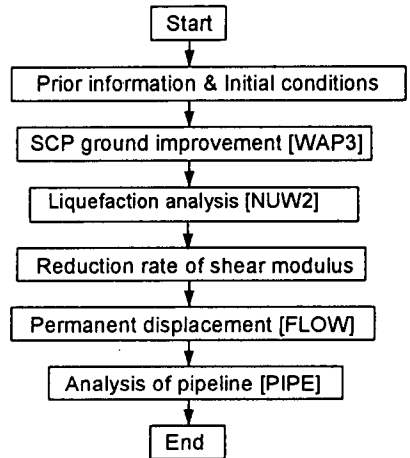 Start
Prior information & Initial conditions
SCP ground improvement [WAP3]
Liquefaction analysis [NUW2]
Reduction rate of shear modulus
Permanent displacement [FLOW]
Analysis of pipeline [PIPE]
End